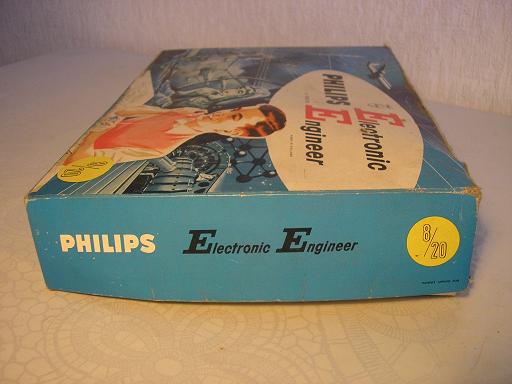 PHILIPS
Electronic
Engineer
PHILIPS Electronic Engineer
8/20